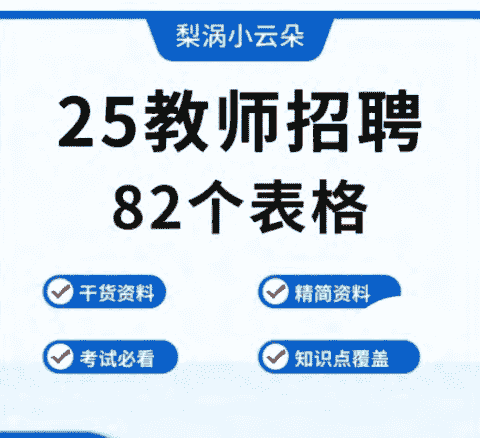 梨涡小云朵
25教师招聘
82个表格
干货资料
精简资料
考试必看
知识点覆盖